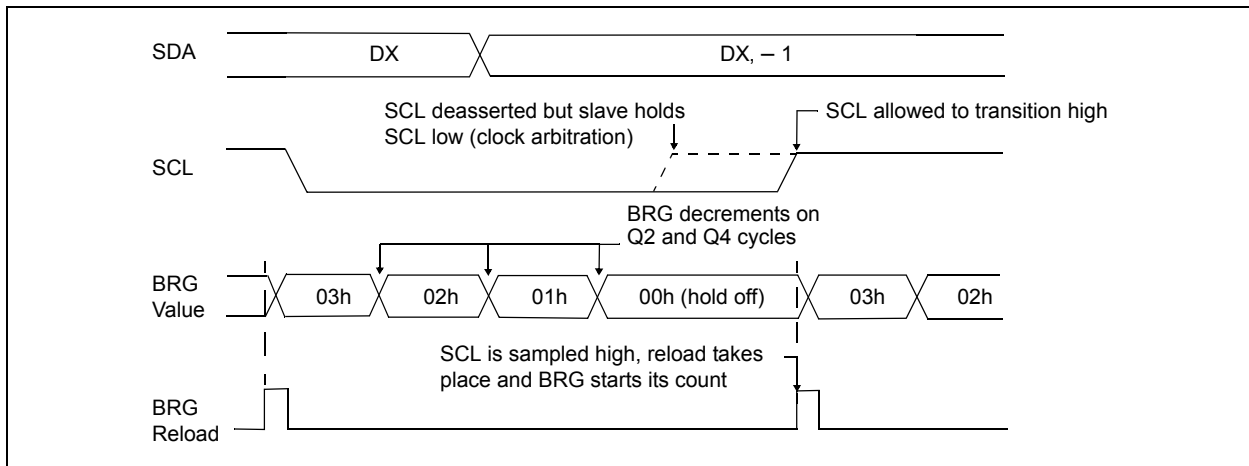 SDA
DX
DX, – 1
SCL deasserted but slave holds
SCL low (clock arbitration)
SCL allowed to transition high
SCL
BRG decrements on
Q2 and Q4 cycles
BRG
Value
03h
02h
01h
00h (hold off)
03h
02h
SCL is sampled high, reload takes
place and BRG starts its count
BRG
Reload